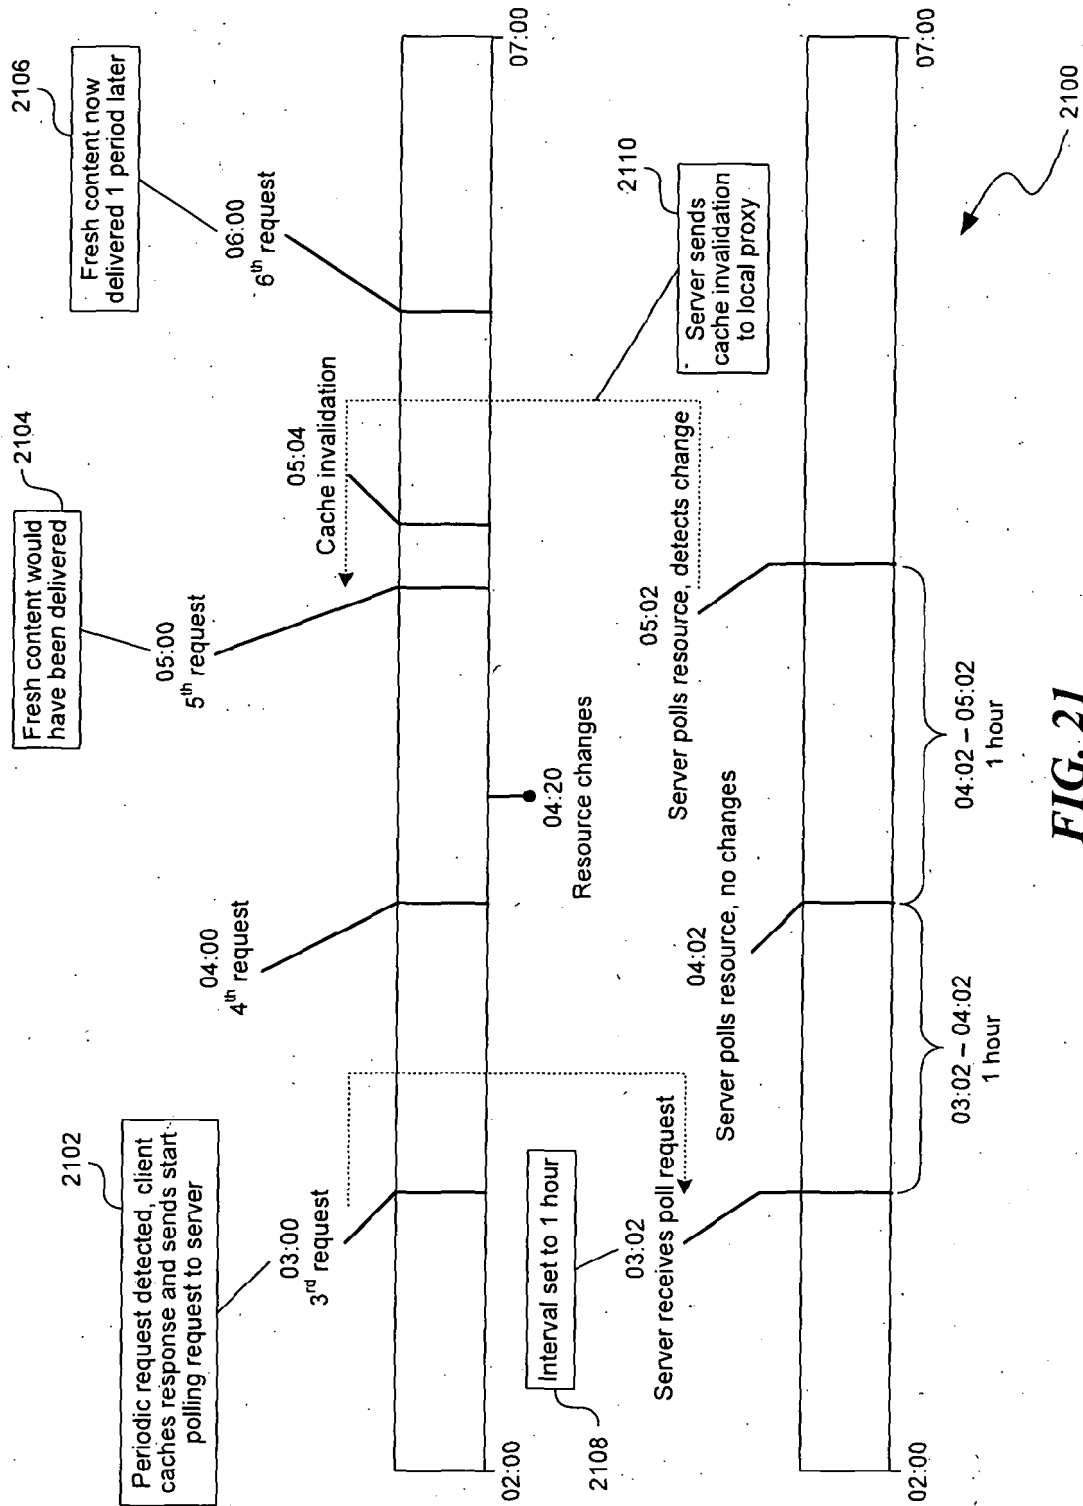 2102
Periodic request detected, client
caches response and sends start
polling request to server
03:00
3rd request
04:00
4th request
2104
Fresh content would
have been delivered
05:00
5th request
05:04
Cache invalidation
2106
Fresh content now
delivered 1 period later
06:00
6th request
02:00
07:00
04:20
Resource changes
2108
Interval set to 1 hour
03:02
Server receives poll request
04:02
Server polls resource, no changes
05:02
Server polls resource, detects change
2110
Server sends
cache invalidation
to local proxy
02:00
07:00
03:02 – 04:02
1 hour
04:02 – 05:02
1 hour
2100
FIG. 21